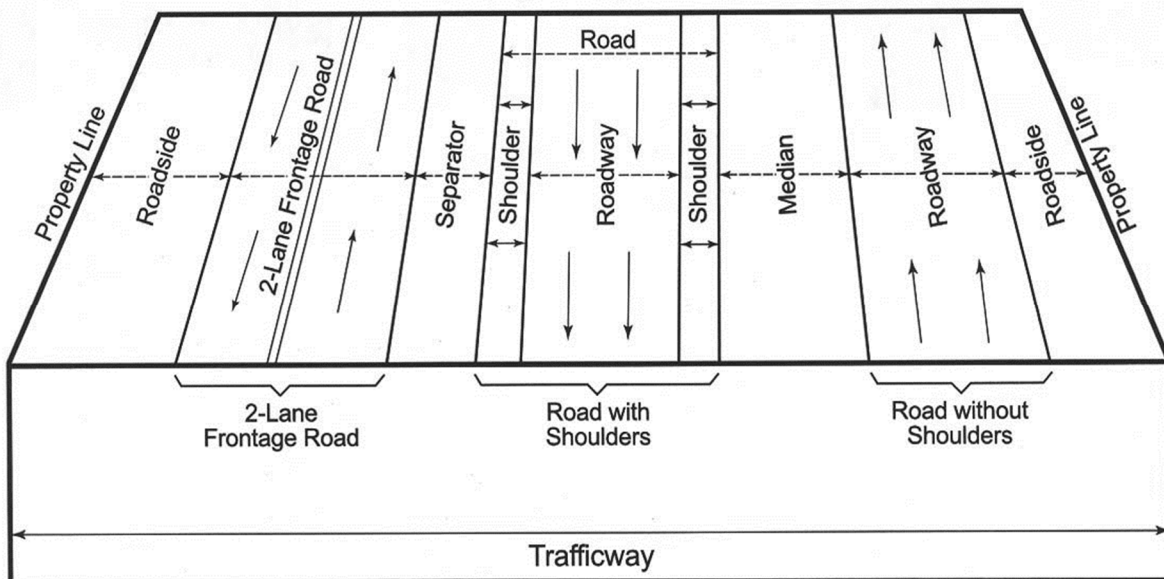 Road
Property Line
Roadside
2-Lane Frontage Road
Separator
Shoulder
Roadway
Shoulder
Median
Roadway
Roadside
Property Line
2-Lane
Frontage Road
Road with
Shoulders
Road without
Shoulders
Trafficway